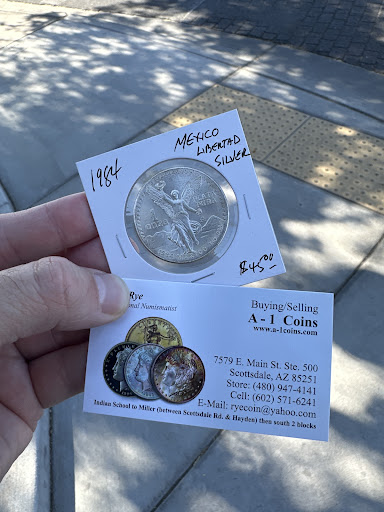 1984
MEXICO
LIBERTAD
SILVER
$45.00
Rye
Numismatist
Buying/Selling
A - 1 Coins
www.a-1coins.com
7579 E. Main St. Ste. 500
Scottsdale, AZ 85251
Store: (480) 947-4141
Cell: (602) 571-6241
E-Mail: ryecoin@yahoo.com
Indian School to Miller (between Scottsdale Rd. & Hayden) then south 2 blocks